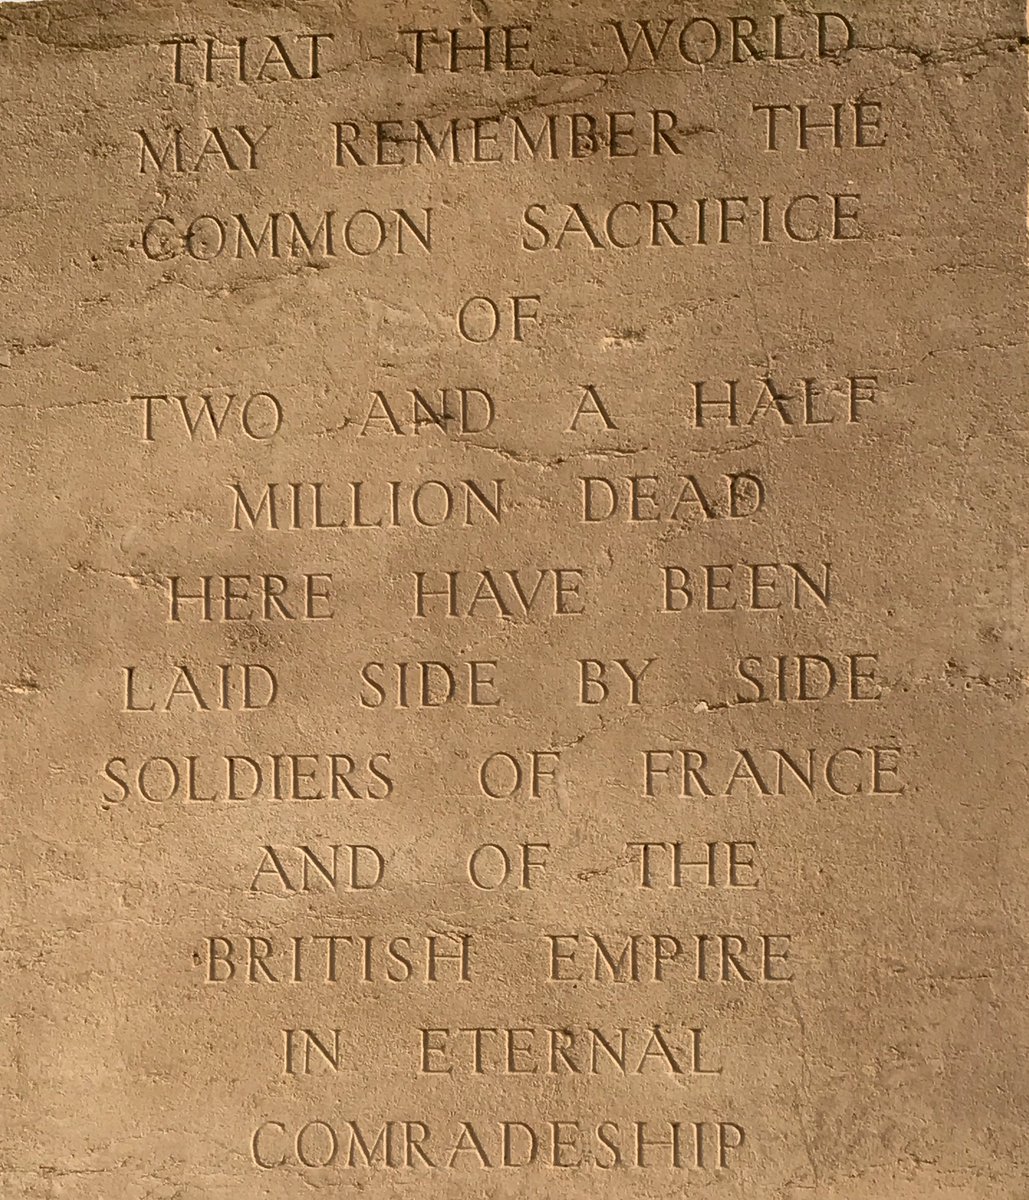 THAT THE WORLD
MAY REMEMBER THE
COMMON SACRIFICE
OF
TWO AND A HALF
MILLION DEAD
HERE HAVE BEEN
LAID SIDE BY SIDE
SOLDIERS OF FRANCE
AND OF THE
BRITISH EMPIRE
IN ETERNAL
COMRADESHIP